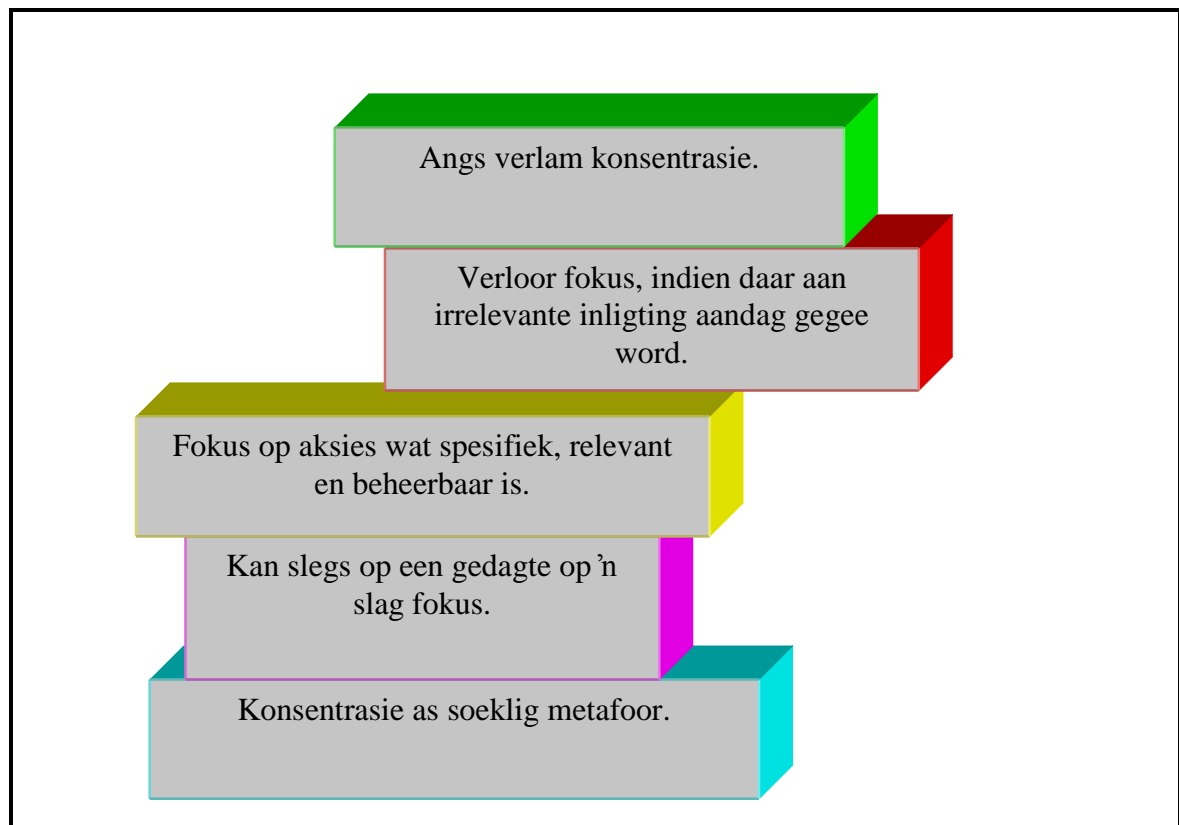 Angs verlam konsentrasie.
Verloor fokus, indien daar aan
irrelevante inligting aandag gegee
word.
Fokus op aksies wat spesifiek, relevant
en beheerbaar is.
Kan slegs op een gedagte op ’n
slag fokus.
Konsentrasie as soeklig metafoor.